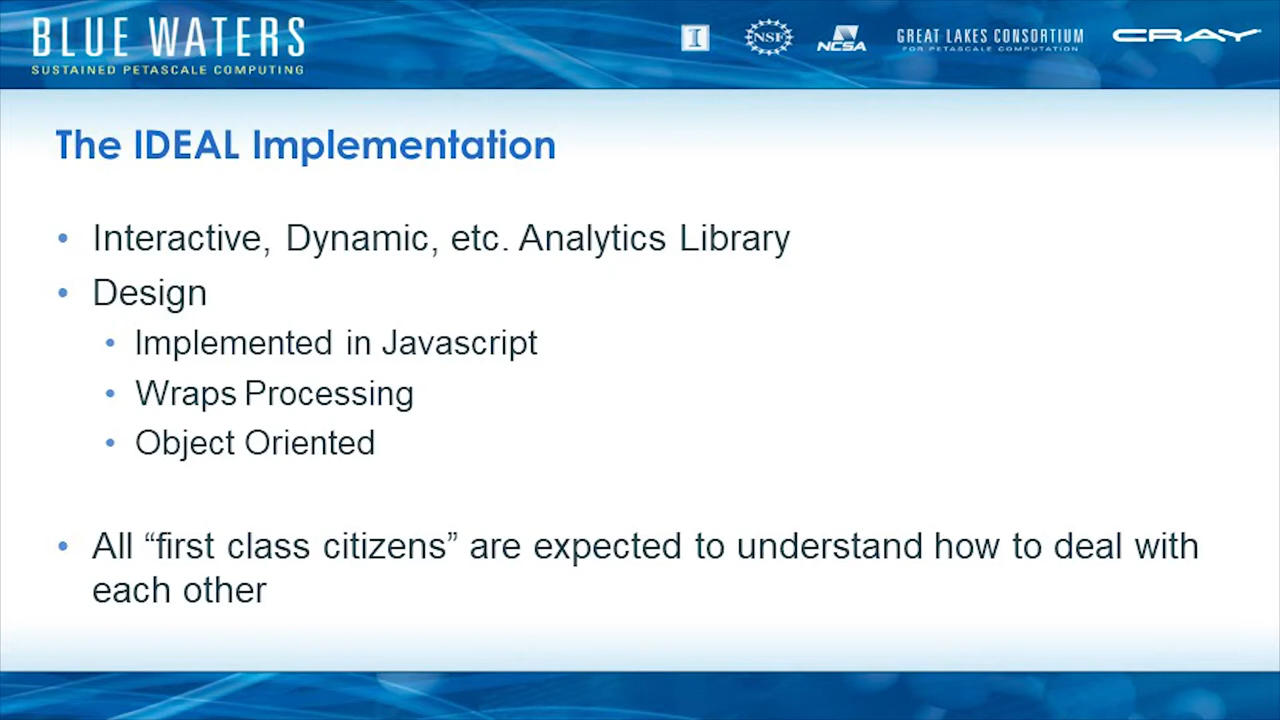 BLUE WATERS
SUSTAINED PETASCALE COMPUTING
I
NSF
NCSA
GREAT LAKES CONSORTIUM
FOR PETASCALE COMPUTATION
CRAY
The IDEAL Implementation
• Interactive, Dynamic, etc. Analytics Library
• Design
• Implemented in Javascript
• Wraps Processing
• Object Oriented
• All “first class citizens” are expected to understand how to deal with
each other